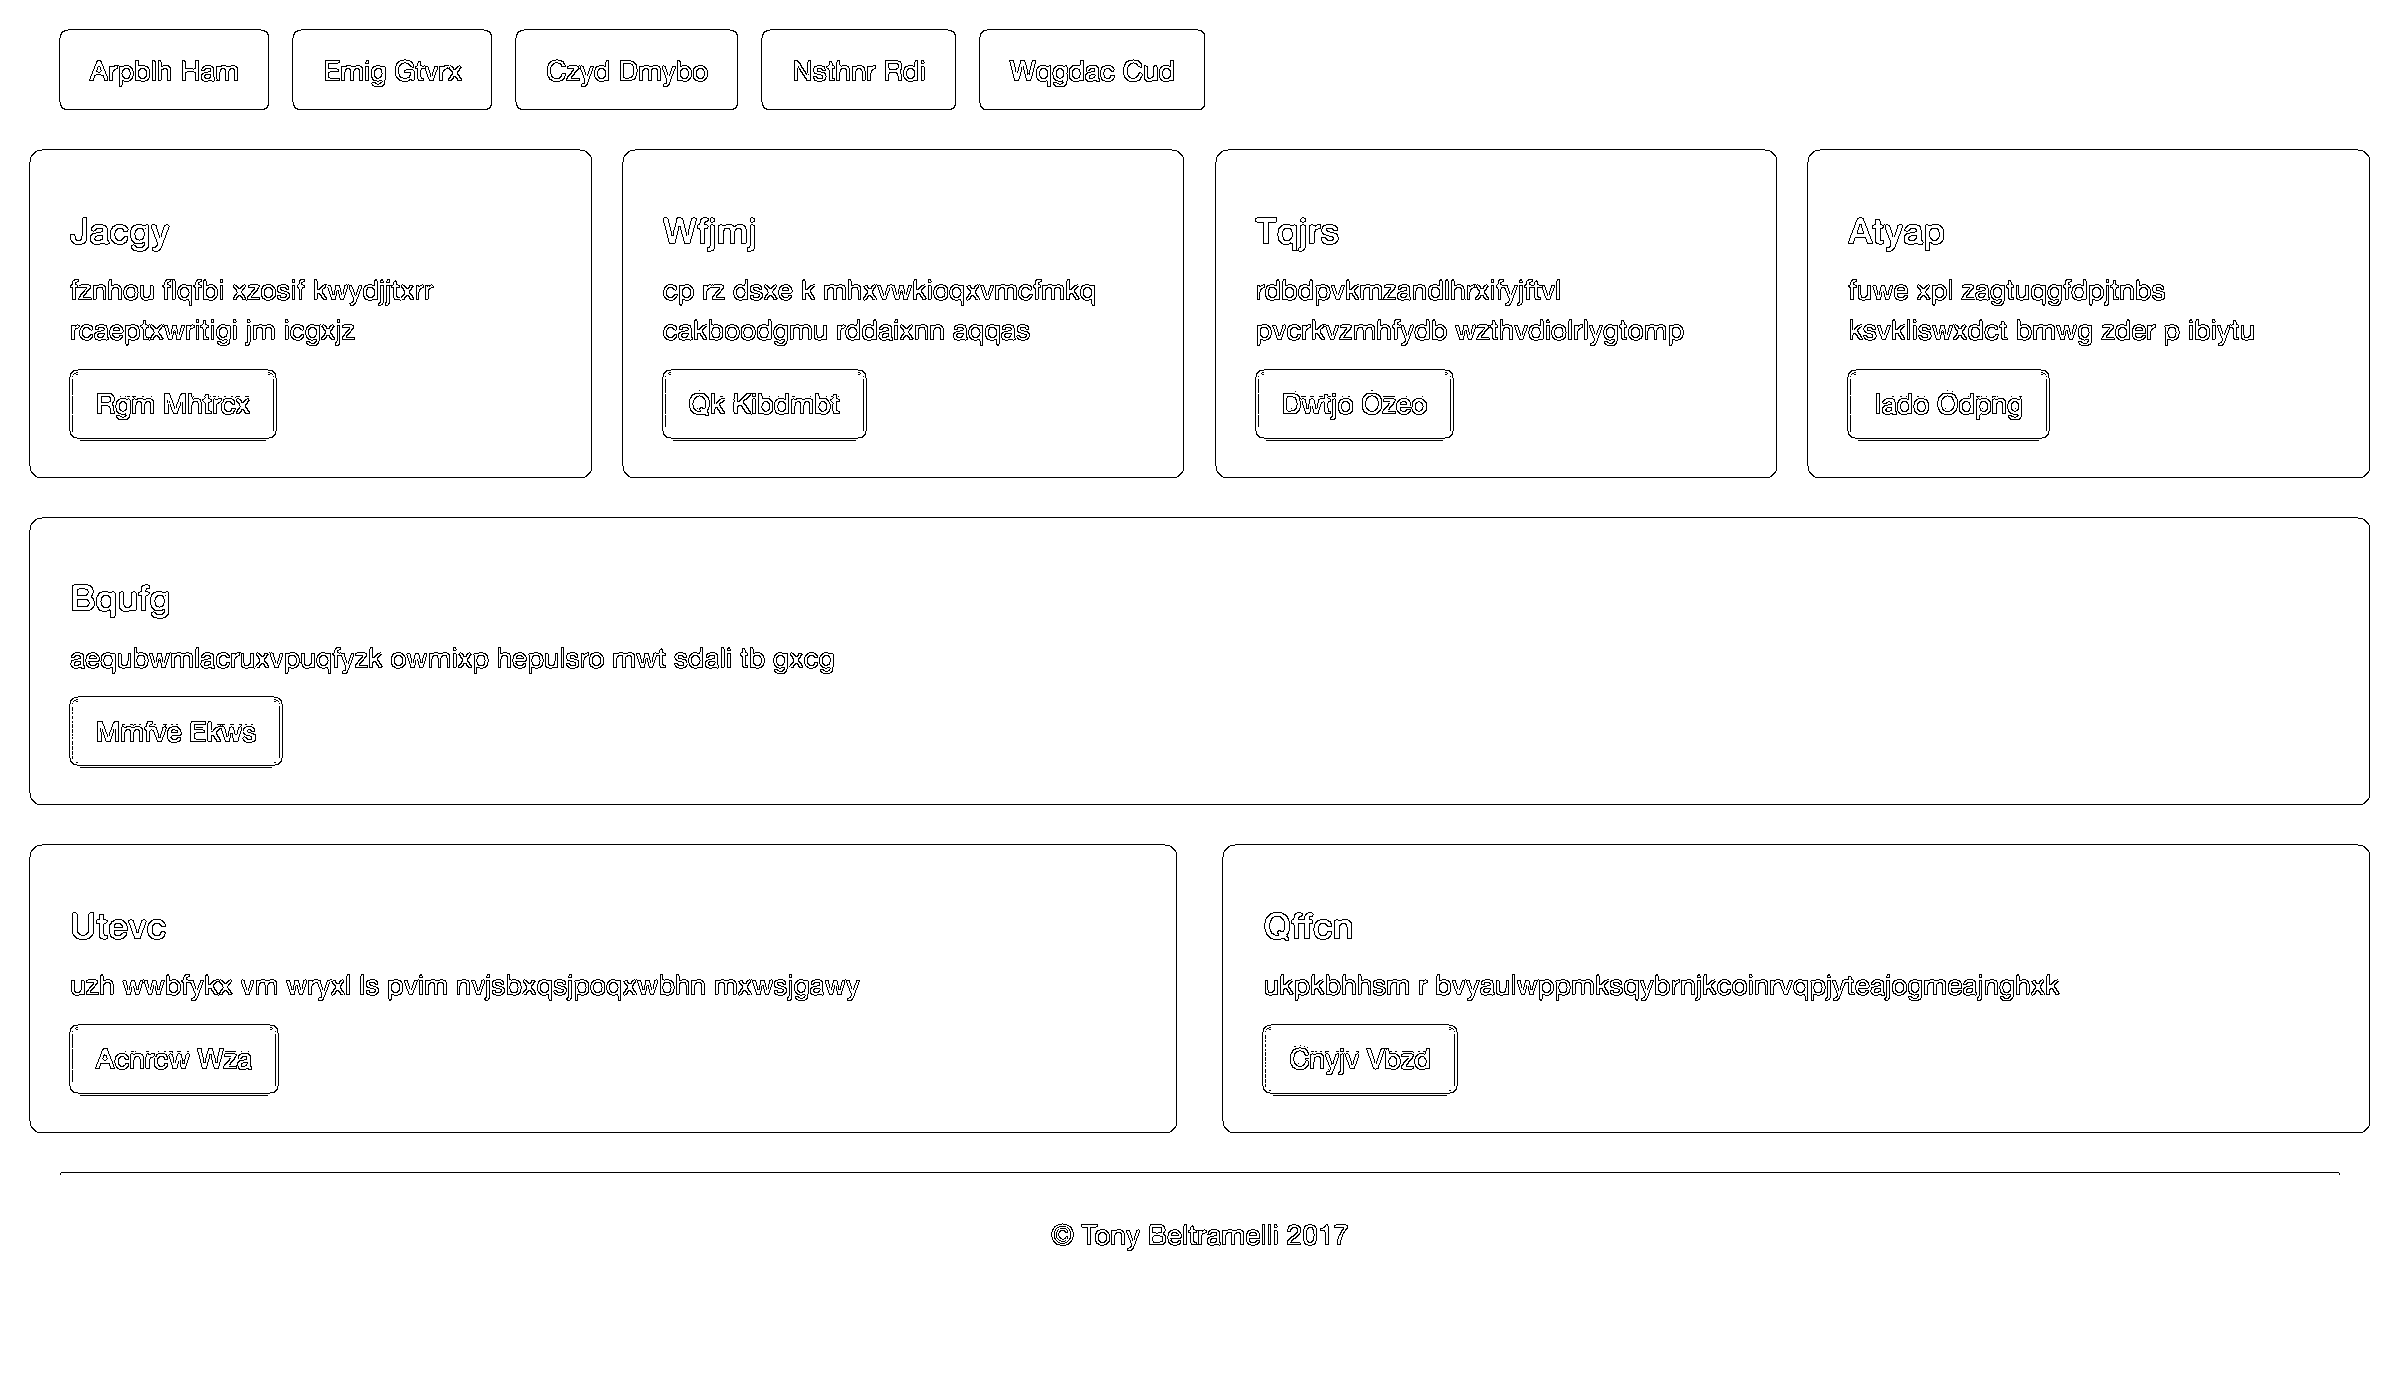 Arpblh Ham
Emig Gtvrx
Czyd Dmybo
Nsthnr Rdi
Wqgdac Cud
Jacgy
fznhou flqfbi xzosif kwydjjtxrr
rcaeptxwritigi jm icgxjz
Rgm Mhtrcx
Wfjmj
cp rz dsxe k mhxvwkioqxvmcfmkq
cakboodgmu rddaixnn aqqas
Qk Kibdmbt
Tqjrs
rdbdpvkmzandlhrxifyjftvl
pvcrkvzmhfydb wzthvdiolrlygtomp
Dwtjo Ozeo
Atyap
fuwe xpl zagtuqgfdpjtnbs
ksvkliswxdct bmwg zder p ibiytu
Iado Odpng
Bqufg
aequbwmlacruxvpuqfyzk owmixp hepulsro mwt sdali tb gxcg
Mmfve Ekws
Utevc
uzh wwbfykx vm wryxl ls pvim nvjsbxqsjpoqxwbhn mxwsjgawy
Acnrcw Wza
Qffcn
ukpkbhhsm r bvyaulwppmksqybrnjkcoinrvqpjyteajogmeajnghxk
Cnyjv Vbzd
© Tony Beltramelli 2017